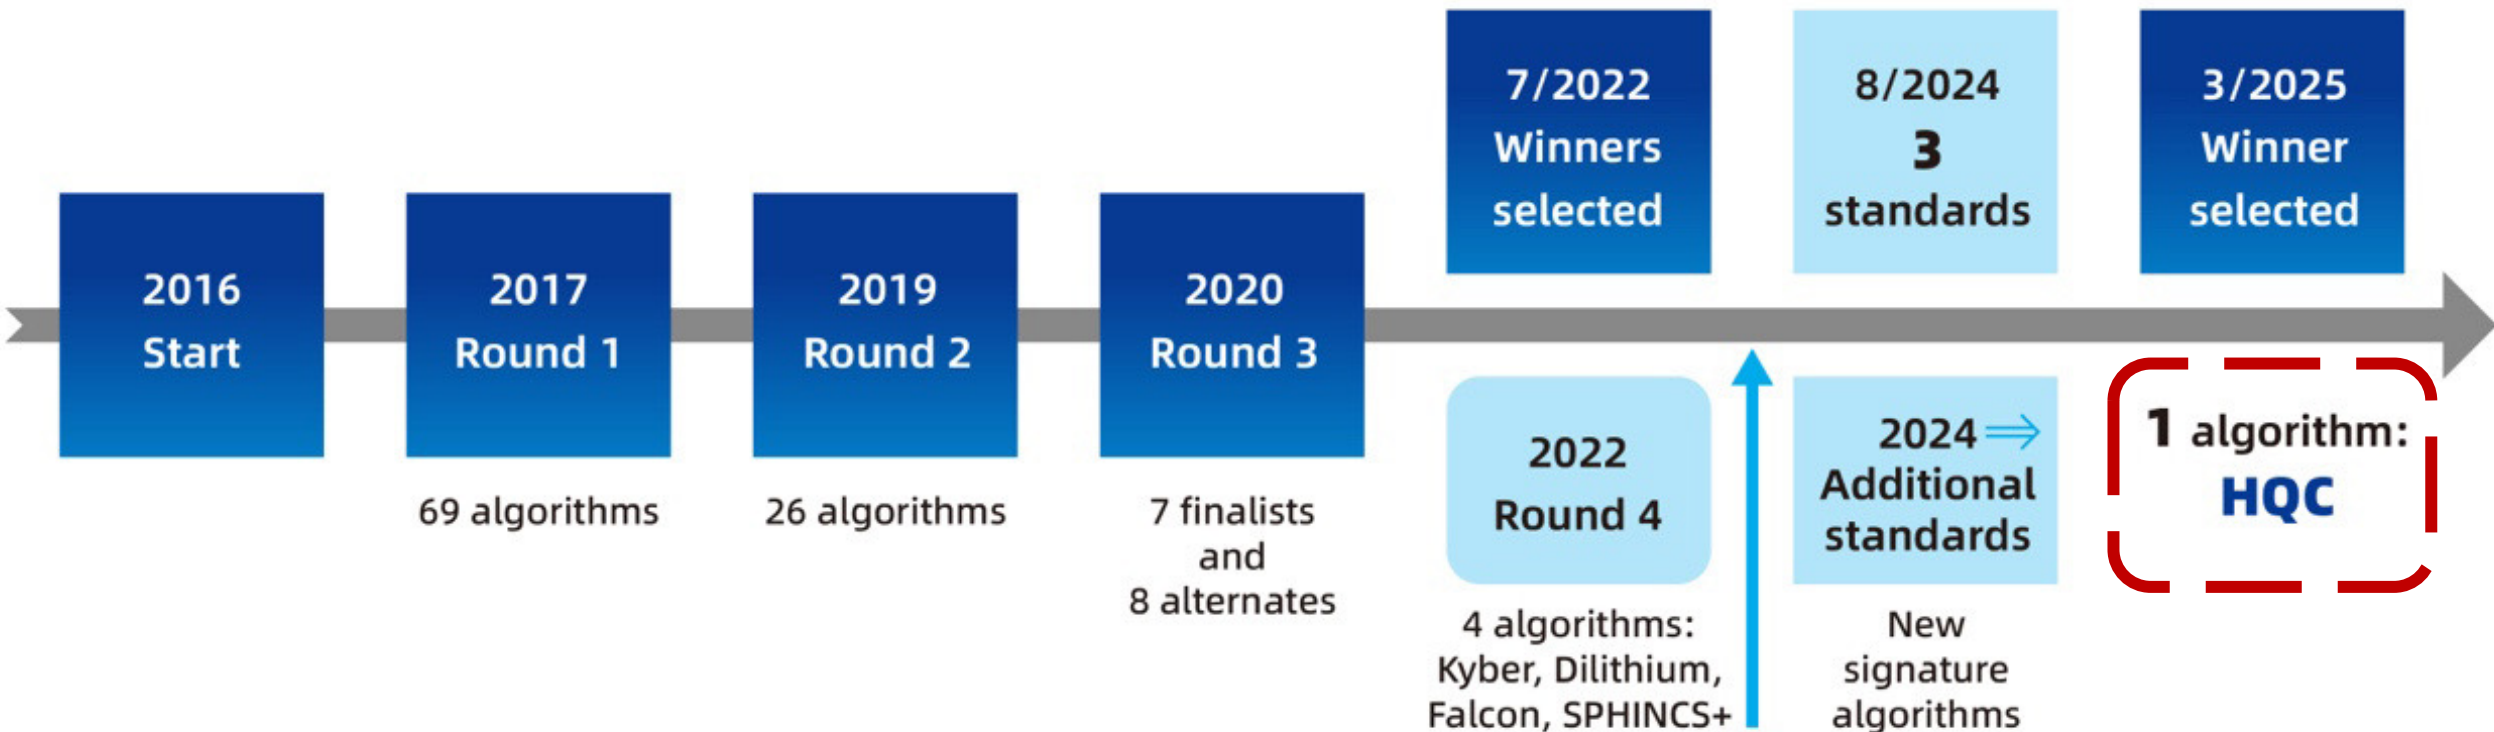 2016
Start
2017
Round 1
69 algorithms
2019
Round 2
26 algorithms
2020
Round 3
7 finalists
and
8 alternates
7/2022
Winners
selected
2022
Round 4
4 algorithms:
Kyber, Dilithium,
Falcon, SPHINCS+
8/2024
3
standards
2024 ⇒
Additional
standards
New
signature
algorithms
3/2025
Winner
selected
1 algorithm:
HQC